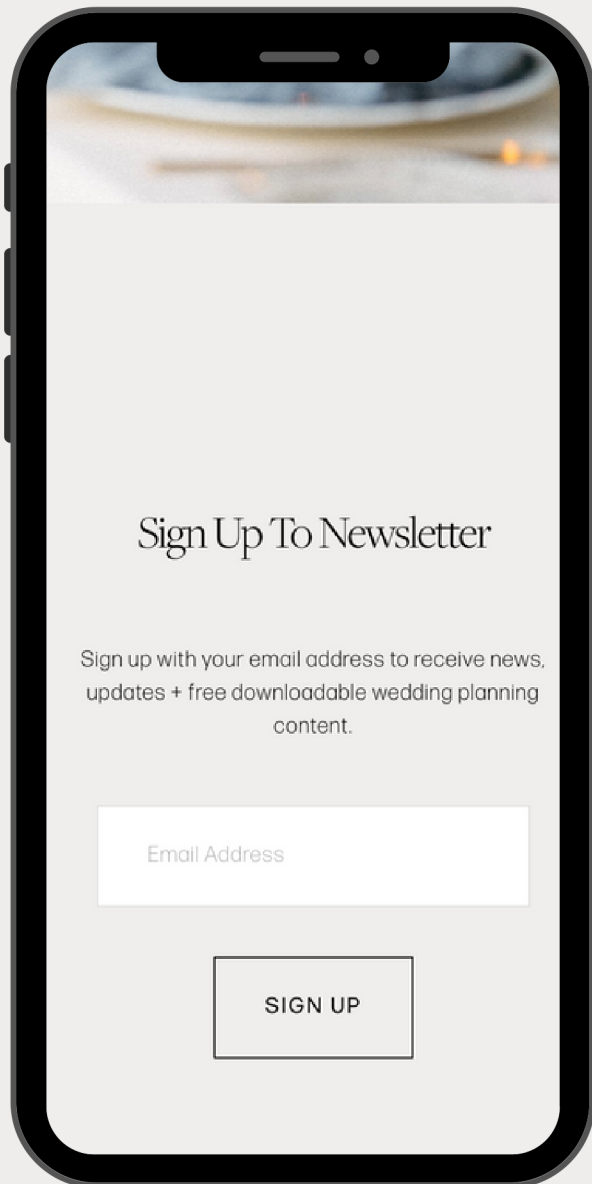 Sign Up To Newsletter
Sign up with your email address to receive news,
updates + free downloadable wedding planning
content.
Email Address
SIGN UP